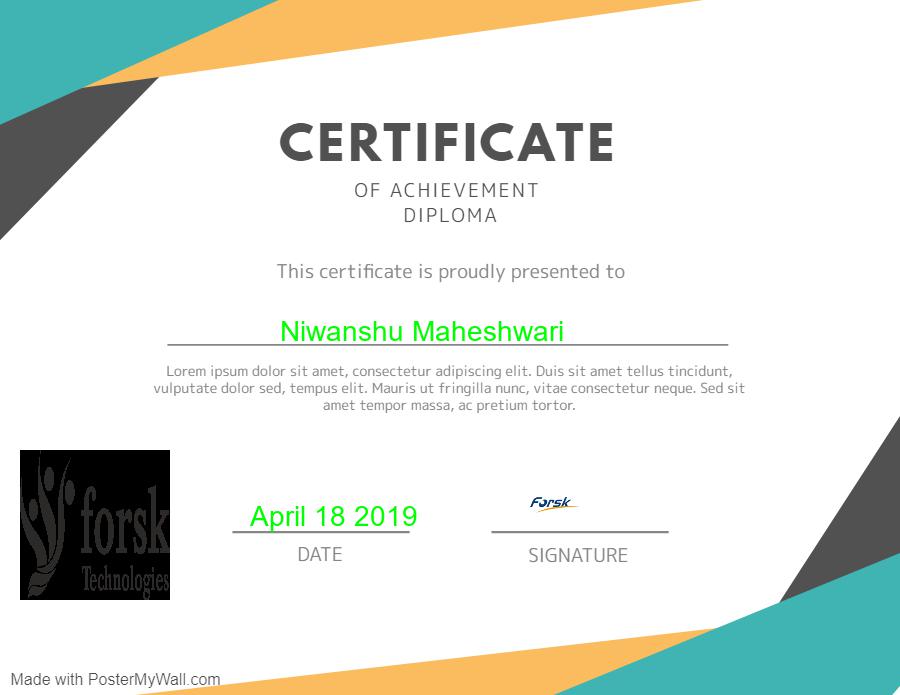 CERTIFICATE
OF ACHIEVEMENT
DIPLOMA
This certificate is proudly presented to
Niwanshu Maheshwari
Lorem ipsum dolor sit amet, consectetur adipiscing elit. Duis sit amet tellus tincidunt,
vulputate dolor sed, tempus elit. Mauris ut fringilla nunc, vitae consectetur neque. Sed sit
amet tempor massa, ac pretium tortor.
forsk
Technologies
April 18 2019
DATE
Forsk
SIGNATURE
Made with PosterMyWall.com